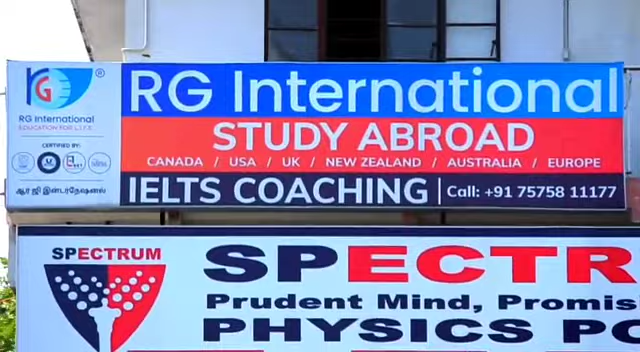 RG International
EDUCATION FOR L.I.F.E
CERTIFIED BY:
ஆர் ஜி இன்டர்நேஷனல்
RG International
STUDY ABROAD
CANADA / USA / UK / NEW ZEALAND / AUSTRALIA / EUROPE
IELTS COACHING | Call: +91 75758 11177
SPECTRUM
SPECTR
Prudent Mind, Promis
PHYSICS PO